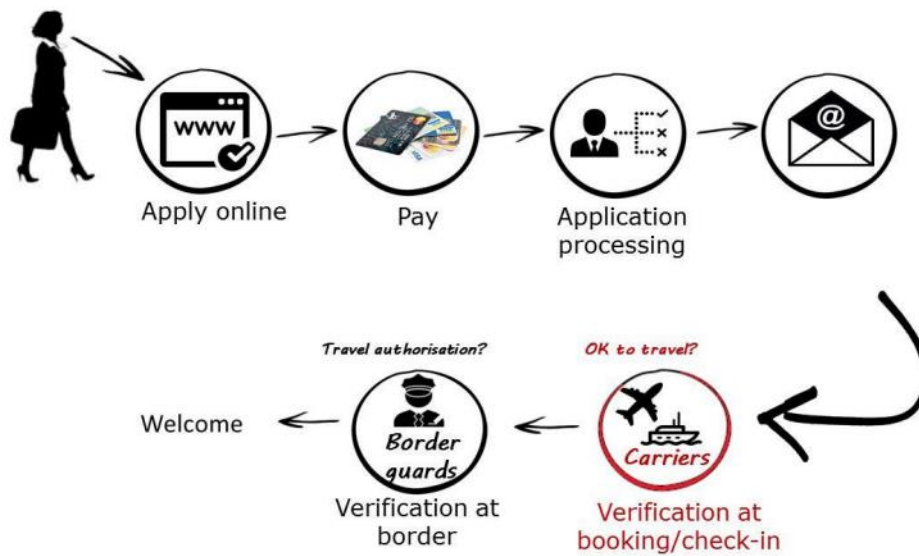 www
@
Apply online
Pay
Application
processing
Travel authorisation?
OK to travel?
Welcome
Border
guards
Carriers
Verification at
border
Verification at
booking/check-in